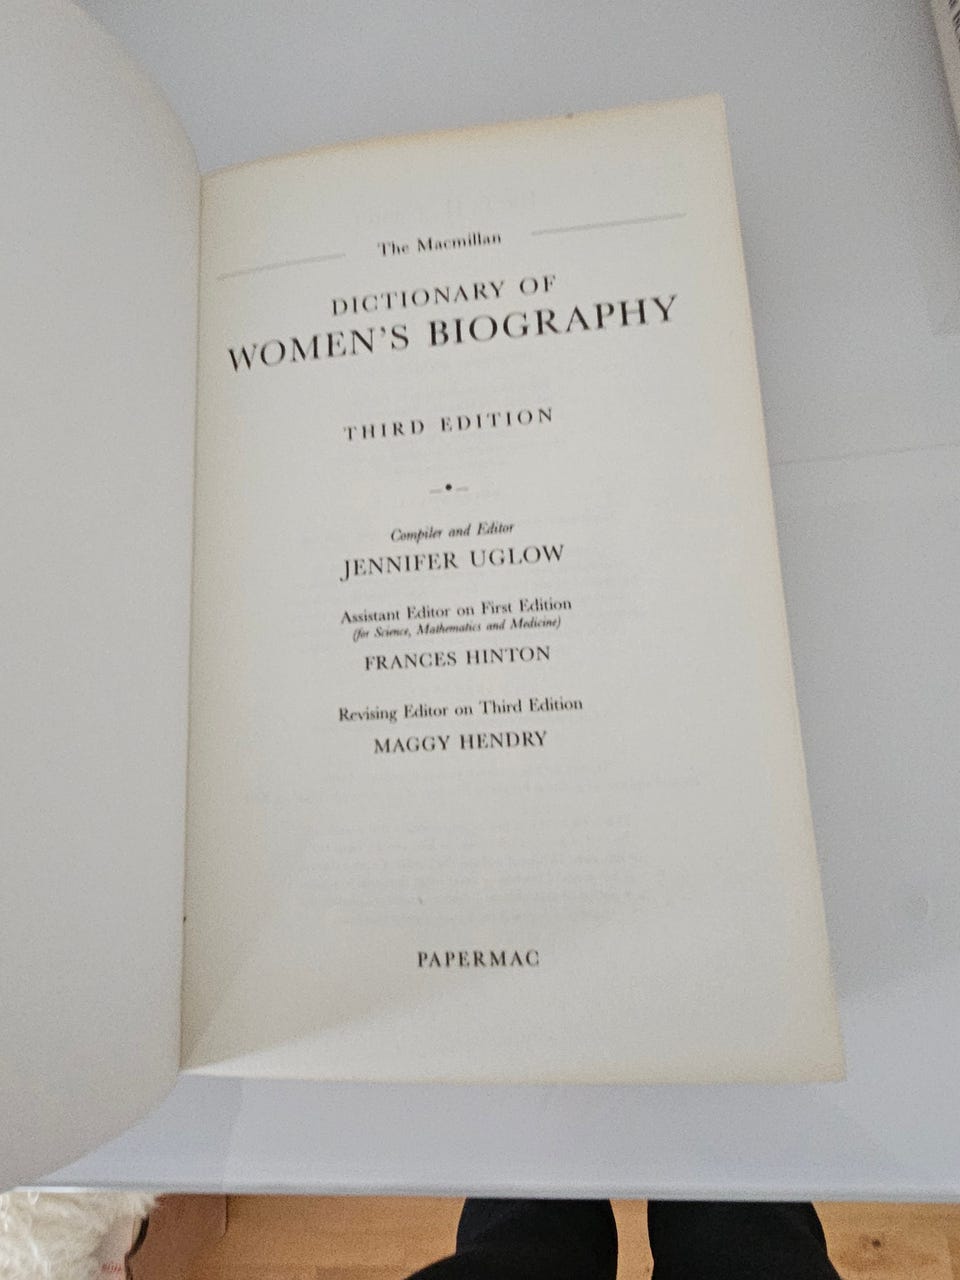 The Macmillan
DICTIONARY OF
WOMEN'S BIOGRAPHY
THIRD EDITION
Compiler and Editor
JENNIFER UGLOW
Assistant Editor on First Edition
(for Science, Mathematics and Medicine)
FRANCES HINTON
Revising Editor on Third Edition
MAGGY HENDRY
PAPERMAC